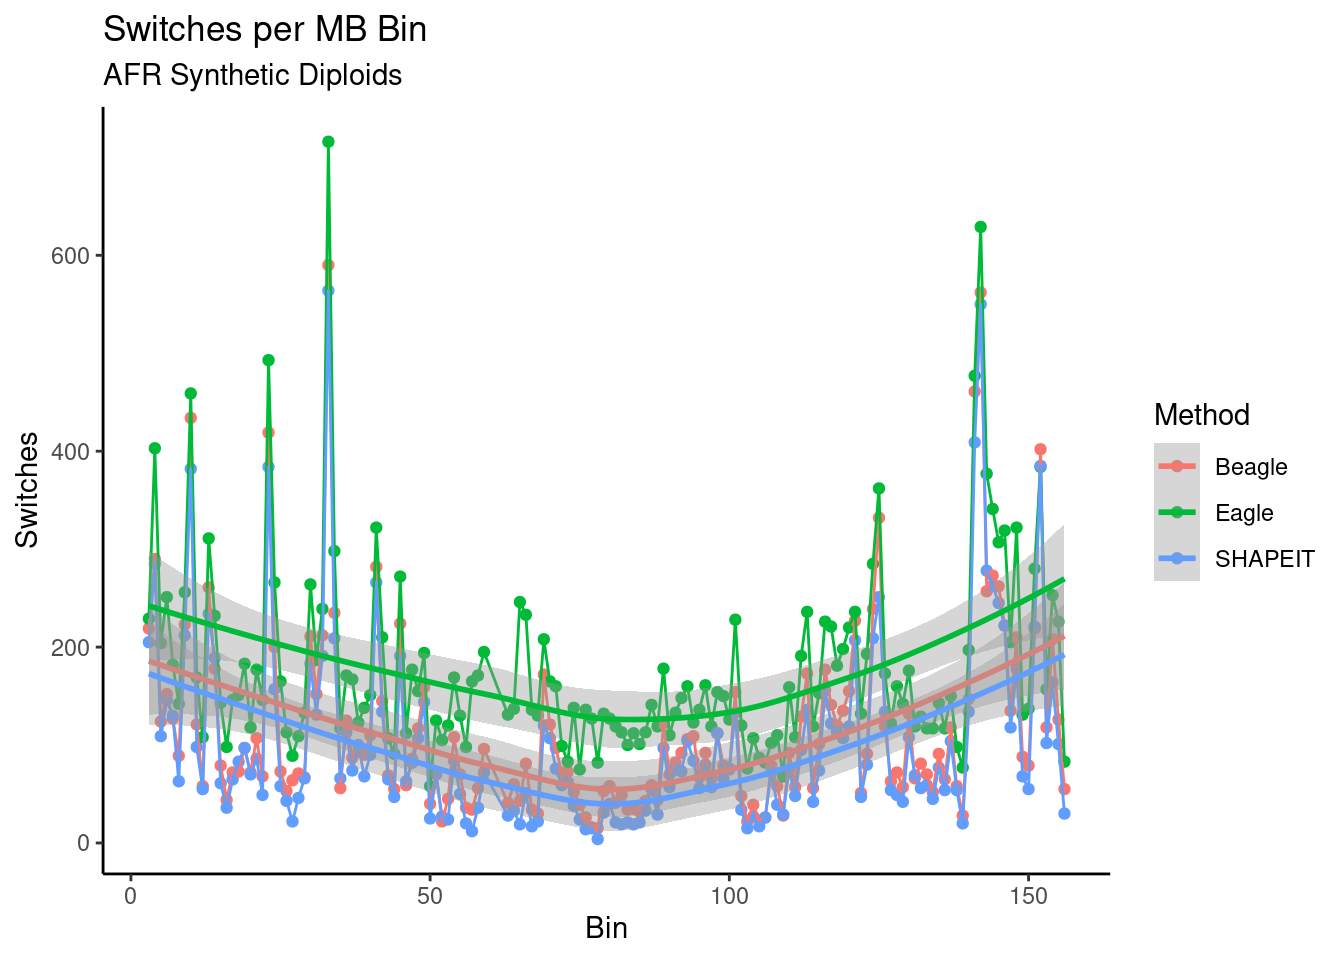 Switches per MB Bin
AFR Synthetic Diploids
Switches
600
400
200
0
0 50 100 150
Bin
Method
Beagle
Eagle
SHAPEIT